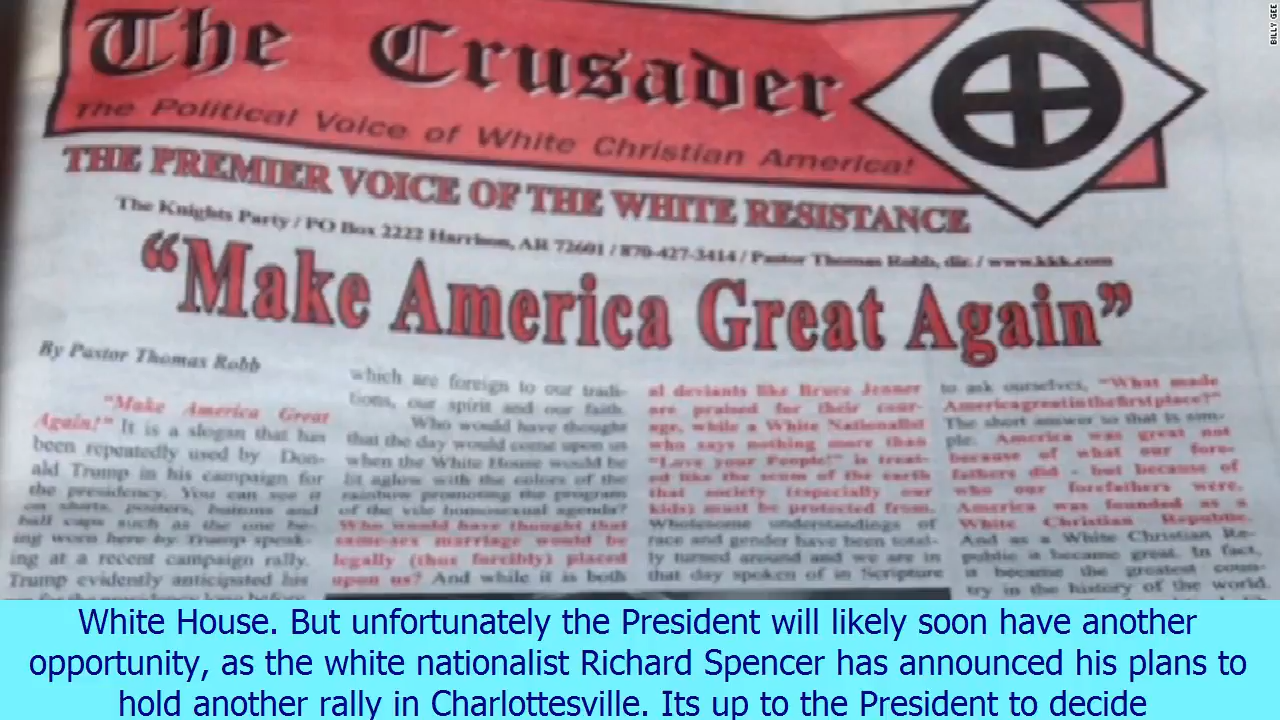 BILLY GEE
The Crusader
The Political Voice of White Christian America!
THE PREMIER VOICE OF THE WHITE RESISTANCE
The Knights Party / PO Box 2222 Harrison, AR 72601 / 870-427-3414 / Pastor Thomas Robb, dir. / www.kkk.com
“Make America Great Again”
By Pastor Thomas Robb
"Make America Great
Again!" It is a slogan that has
been repeatedly used by Don-
ald Trump in his campaign for
the presidency. You can see it
on shirts, posters, buttons and
ball caps such as the one be-
ing worn here by Trump speak-
ing at a recent campaign rally.
Trump evidently anticipated his
which are foreign to our tradi-
tions, our spirit and our faith.
Who would have thought
that the day would come upon us
when the White House would be
lit aglow with the colors of the
rainbow promoting the program
of the vile homosexual agenda?
Who would have thought that
same-sex marriage would be
legally (thus forcibly) placed
upon us? And while it is both
al deviants like Bruce Jenner
are praised for their cour-
age, while a White Nationalist
who says nothing more than
"Love your People!" is treat-
ed like the scum of the earth
that society (especially our
kids) must be protected from.
Wholesome understandings of
race and gender have been total-
ly turned around and we are in
that day spoken of in Scripture
to ask ourselves, "What made
America great in the first place?"
The short answer to that is sim-
ple. America was great not
because of what our fore-
fathers did - but because of
who our forefathers were.
America was founded as a
White Christian Republic.
And as a White Christian Re-
public it became great. In fact,
it became the greatest coun-
try in the history of the world.
White House. But unfortunately the President will likely soon have another
opportunity, as the white nationalist Richard Spencer has announced his plans to
hold another rally in Charlottesville. Its up to the President to decide